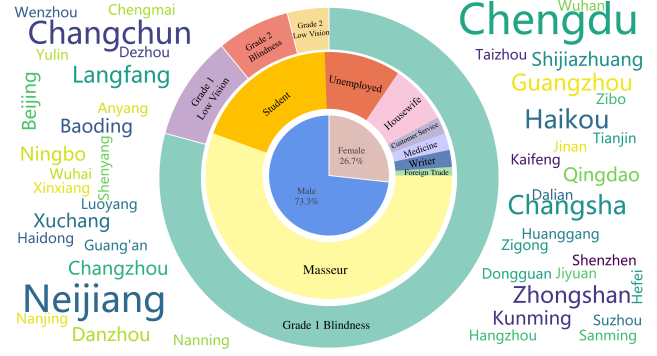 Wenzhou
Chengmai
Changchun
Yulin
Dezhou
Langfang
Beijing
Anyang
Baoding
Ningbo
Shenyang
Wuhai
Xinxiang
Luoyang
Xuchang
Haidong
Guang'an
Changzhou
Neijiang
Nanjing
Danzhou
Nanning
Grade 2
Low Vision
Grade 2
Blindness
Grade 1
Low Vision
Student
Unemployed
Housewife
Customer Service
Medicine
Writer
Foreign Trade
Female
26.7%
Male
73.3%
Masseur
Grade 1 Blindness
Wuhan
Chengdu
Taizhou
Shijiazhuang
Guangzhou
Zibo
Haikou
Tianjin
Jinan
Kaifeng
Qingdao
Dalian
Changsha
Huanggang
Zigong
Shenzhen
Dongguan
Jiyuan
Hefei
Zhongshan
Kunming
Suzhou
Hangzhou
Sanming